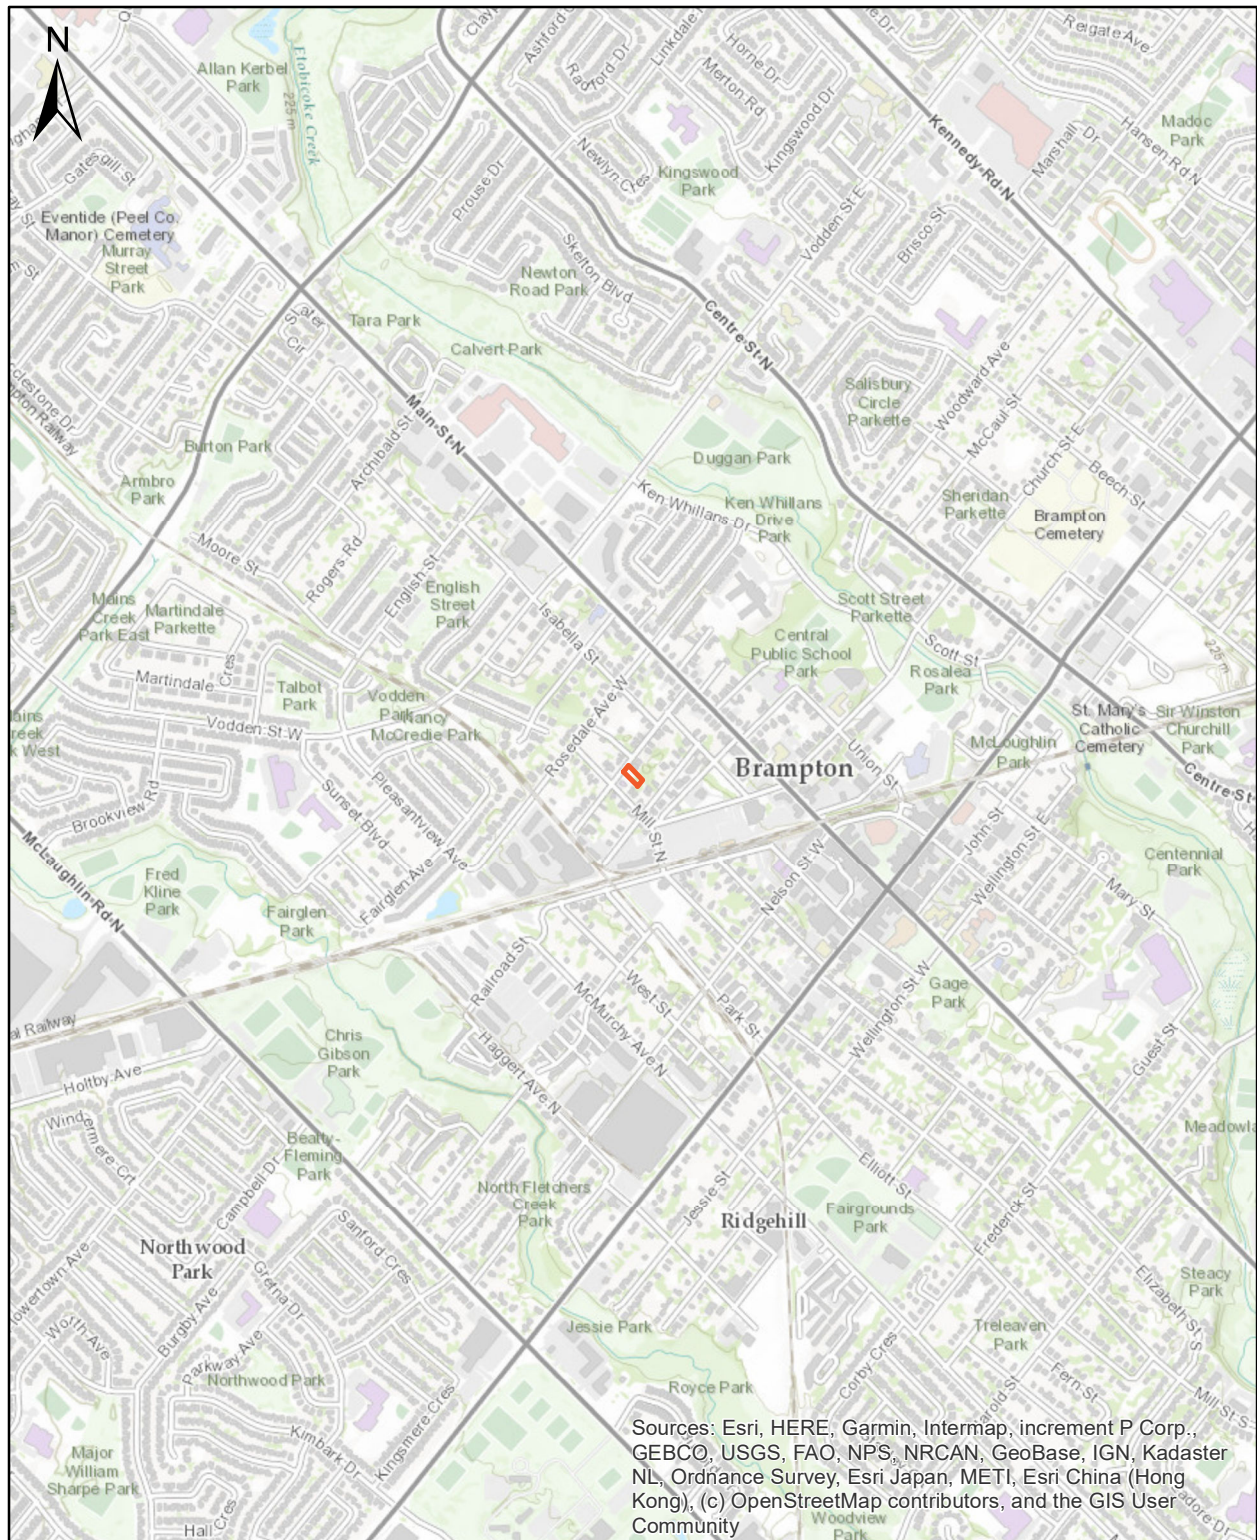 N
Allan Kerbel
Park
Etobicoke Creek
225 m
Ashford
Linkdale
Horne Dr
Merton Rd
Reigate Ave
Kingswood Dr
Kennedy Rd N
Marshall Dr
Hansen Rd N
Madoc
Park
Gatesgill St
Newlyn Cres
Kingswood
Park
Prouse Dr
Vodden St E
Brisco St
Eventide (Peel Co.
Manor) Cemetery
Murray
Street
Park
Skelton Blvd
Newton
Road Park
Tara Park
Calvert Park
Centre St N
Salisbury
Circle
Parkette
Woodward Ave
McCaul St
Main St N
Archibald St
Burton Park
Armbro
Park
Duggan Park
Church St E
Beech St
Ken Whillans Dr
Ken Whillans
Drive
Park
Sheridan
Parkette
Brampton
Cemetery
Moore St
Rogers Rd
English St
English
Street
Park
Mains
Creek
Park East
Martindale
Parkette
Isabella St
Scott Street
Parkette
Central
Public School
Park
Scott St
Rosalea
Park
225 m
Martindale
Cres
Talbot
Park
Vodden
Park
Nancy
McCredie Park
Vodden St W
Rosedale Ave W
St. Mary's
Catholic
Cemetery
Sir Winston
Churchill
Park
McLoughlin
Park
Union St
Brampton
Centre St
Brookview Rd
Sunset Blvd
Pleasantview Ave
Mill St N
McLaughlin Rd N
Fairglen Ave
Fred
Kline
Park
Fairglen
Park
Nelson St W
John St
Wellington St E
Mary St
Centennial
Park
Railroad St
West St
McMurchy Ave N
Park St
Wellington St W
Gage
Park
al Railway
Chris
Gibson
Park
Haggert Ave N
Guest St
Holtby Ave
Windermere Crt
Beatty-
Fleming
Park
Campbell Dr
North Fletchers
Creek
Park
Jessie St
Elliott St
Ridgehill
Fairgrounds
Park
Frederick St
Northwood
Park
Sanford Cres
Gretna Dr
Burgby Ave
Worth Ave
Parkway Ave
Northwood Park
Jessie Park
Royce Park
Corby Cres
Treleaven
Park
Elizabeth St S
Steacy
Park
Fern St
Mill St S
Major
William
Sharpe Park
Kimbark Dr
Kingsmere Cres
Hall Cres
Sources: Esri, HERE, Garmin, Intermap, increment P Corp.,
GEBCO, USGS, FAO, NPS, NRCAN, GeoBase, IGN, Kadaster
NL, Ordnance Survey, Esri Japan, METI, Esri China (Hong
Kong), (c) OpenStreetMap contributors, and the GIS User
Community
Woodview
Park